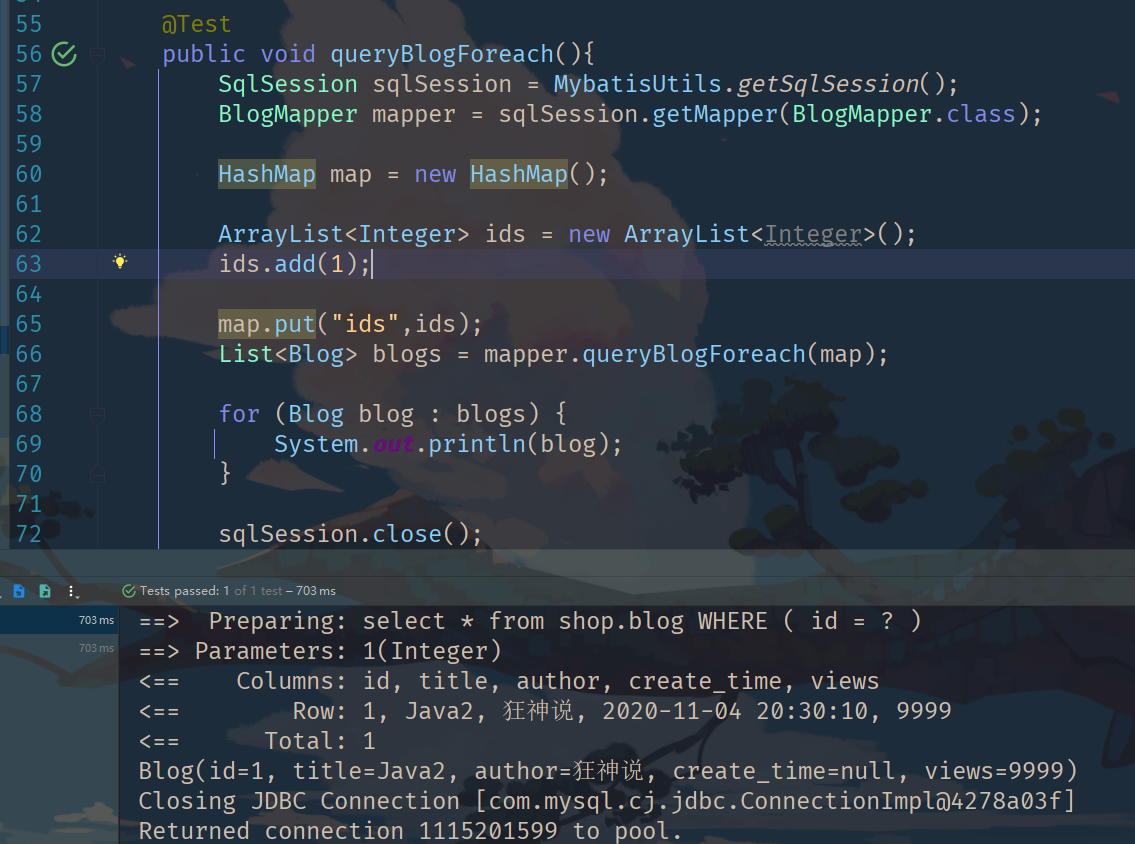 55 @Test
56 public void queryBlogForeach(){
57 SqlSession sqlSession = MybatisUtils.getSqlSession();
58 BlogMapper mapper = sqlSession.getMapper(BlogMapper.class);
59
60 HashMap map = new HashMap();
61
62 ArrayList<Integer> ids = new ArrayList<Integer>();
63 ids.add(1);
64
65 map.put("ids",ids);
66 List<Blog> blogs = mapper.queryBlogForeach(map);
67
68 for (Blog blog : blogs) {
69 System.out.println(blog);
70 }
71
72 sqlSession.close();
Tests passed: 1 of 1 test – 703 ms
703 ms ==>  Preparing: select * from shop.blog WHERE ( id = ? )
703 ms ==> Parameters: 1(Integer)
<==    Columns: id, title, author, create_time, views
<==        Row: 1, Java2, 狂神说, 2020-11-04 20:30:10, 9999
<==      Total: 1
Blog(id=1, title=Java2, author=狂神说, create_time=null, views=9999)
Closing JDBC Connection [com.mysql.cj.jdbc.ConnectionImpl@4278a03f]
Returned connection 1115201599 to pool.